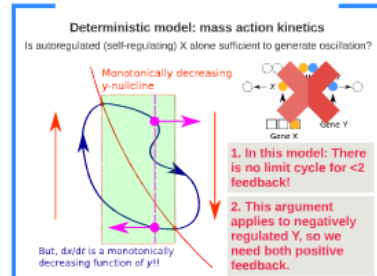 Deterministic model: mass action kinetics
Is autoregulated (self-regulating) X alone sufficient to generate oscillation?
Monotonically decreasing
y-nullcline
X
Gene Y
Gene X
1. In this model: There
is no limit cycle for <2
feedback!
2. This argument
applies to negatively
regulated Y, so we
need both positive
feedback.
But, dx/dt is a monotonically
decreasing function of y!!